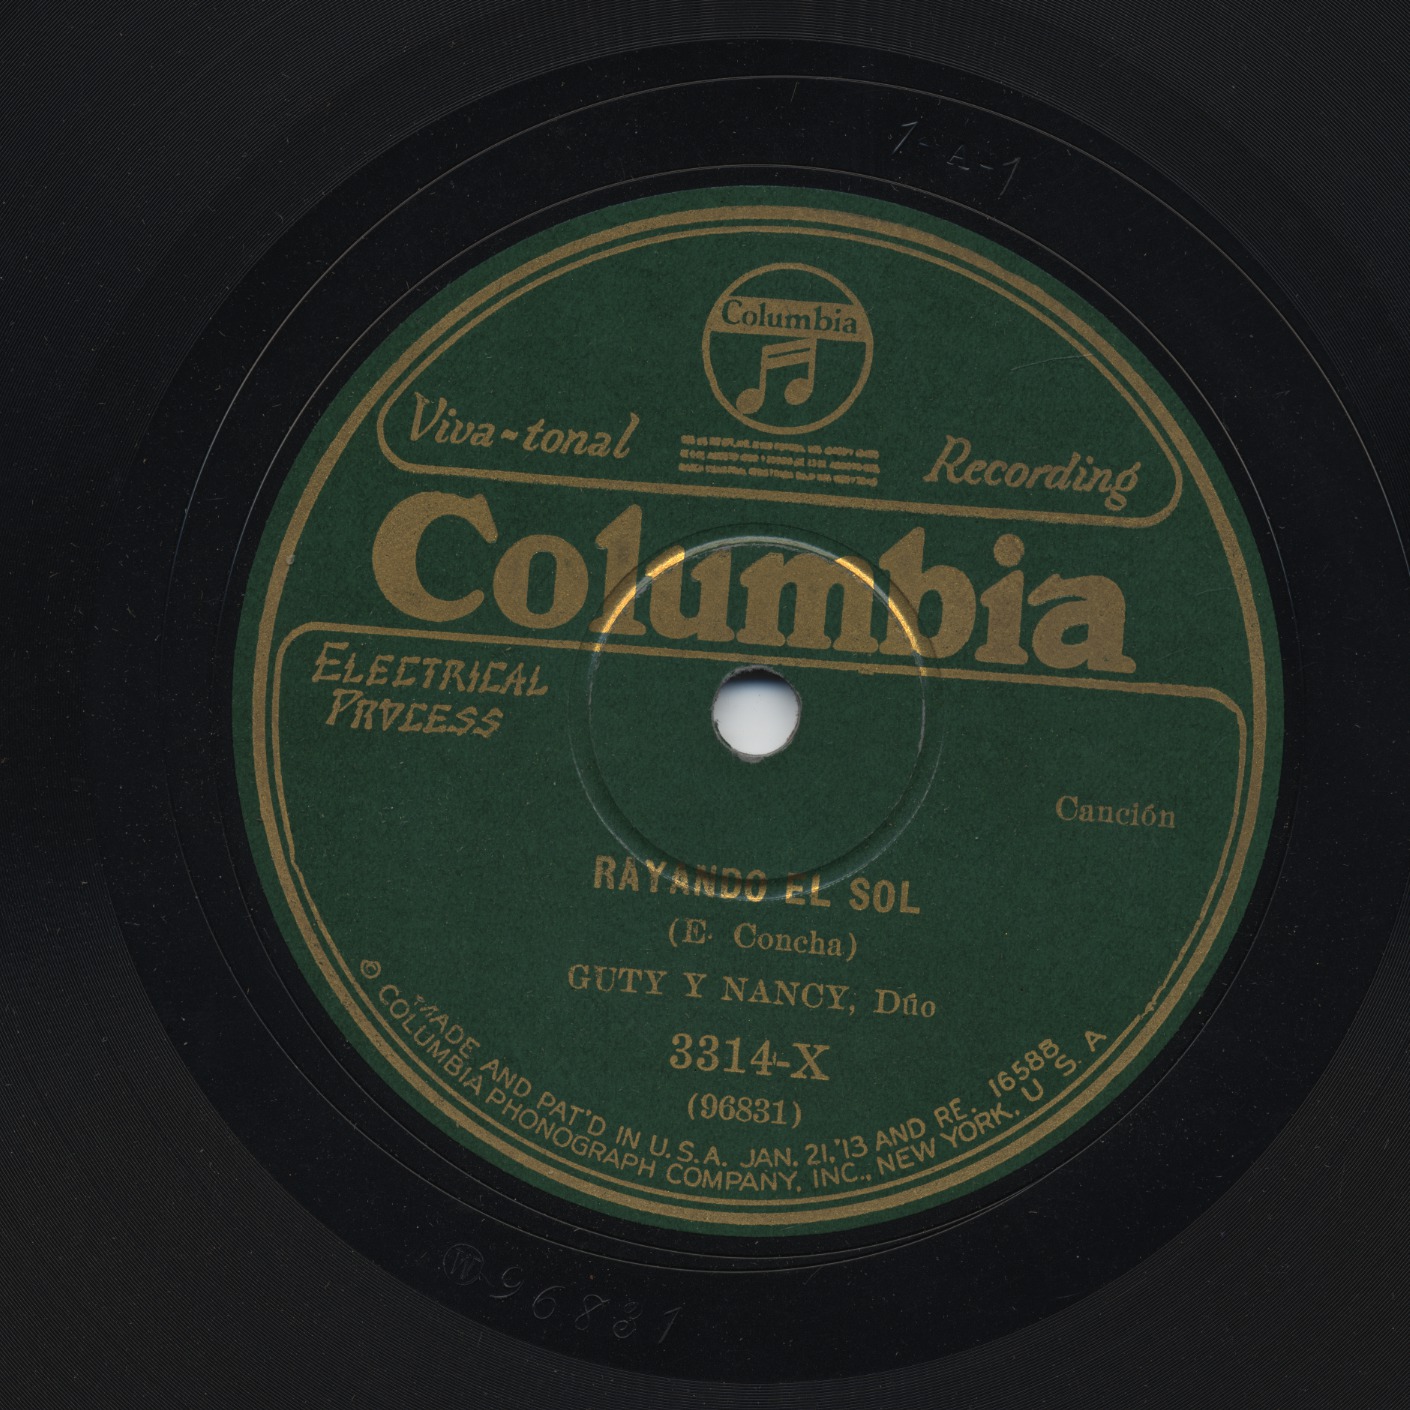 1-A-1
Columbia
Viva-tonal Recording
Columbia
ELECTRICAL
PROCESS
Canción
RAYANDO EL SOL
(E. Concha)
GUTY Y NANCY, Dúo
3314-X
(96831)
MADE AND PAT'D IN U.S.A. JAN. 21,'13 AND RE. 16588
© COLUMBIA PHONOGRAPH COMPANY, INC., NEW YORK, U. S. A
W 96831